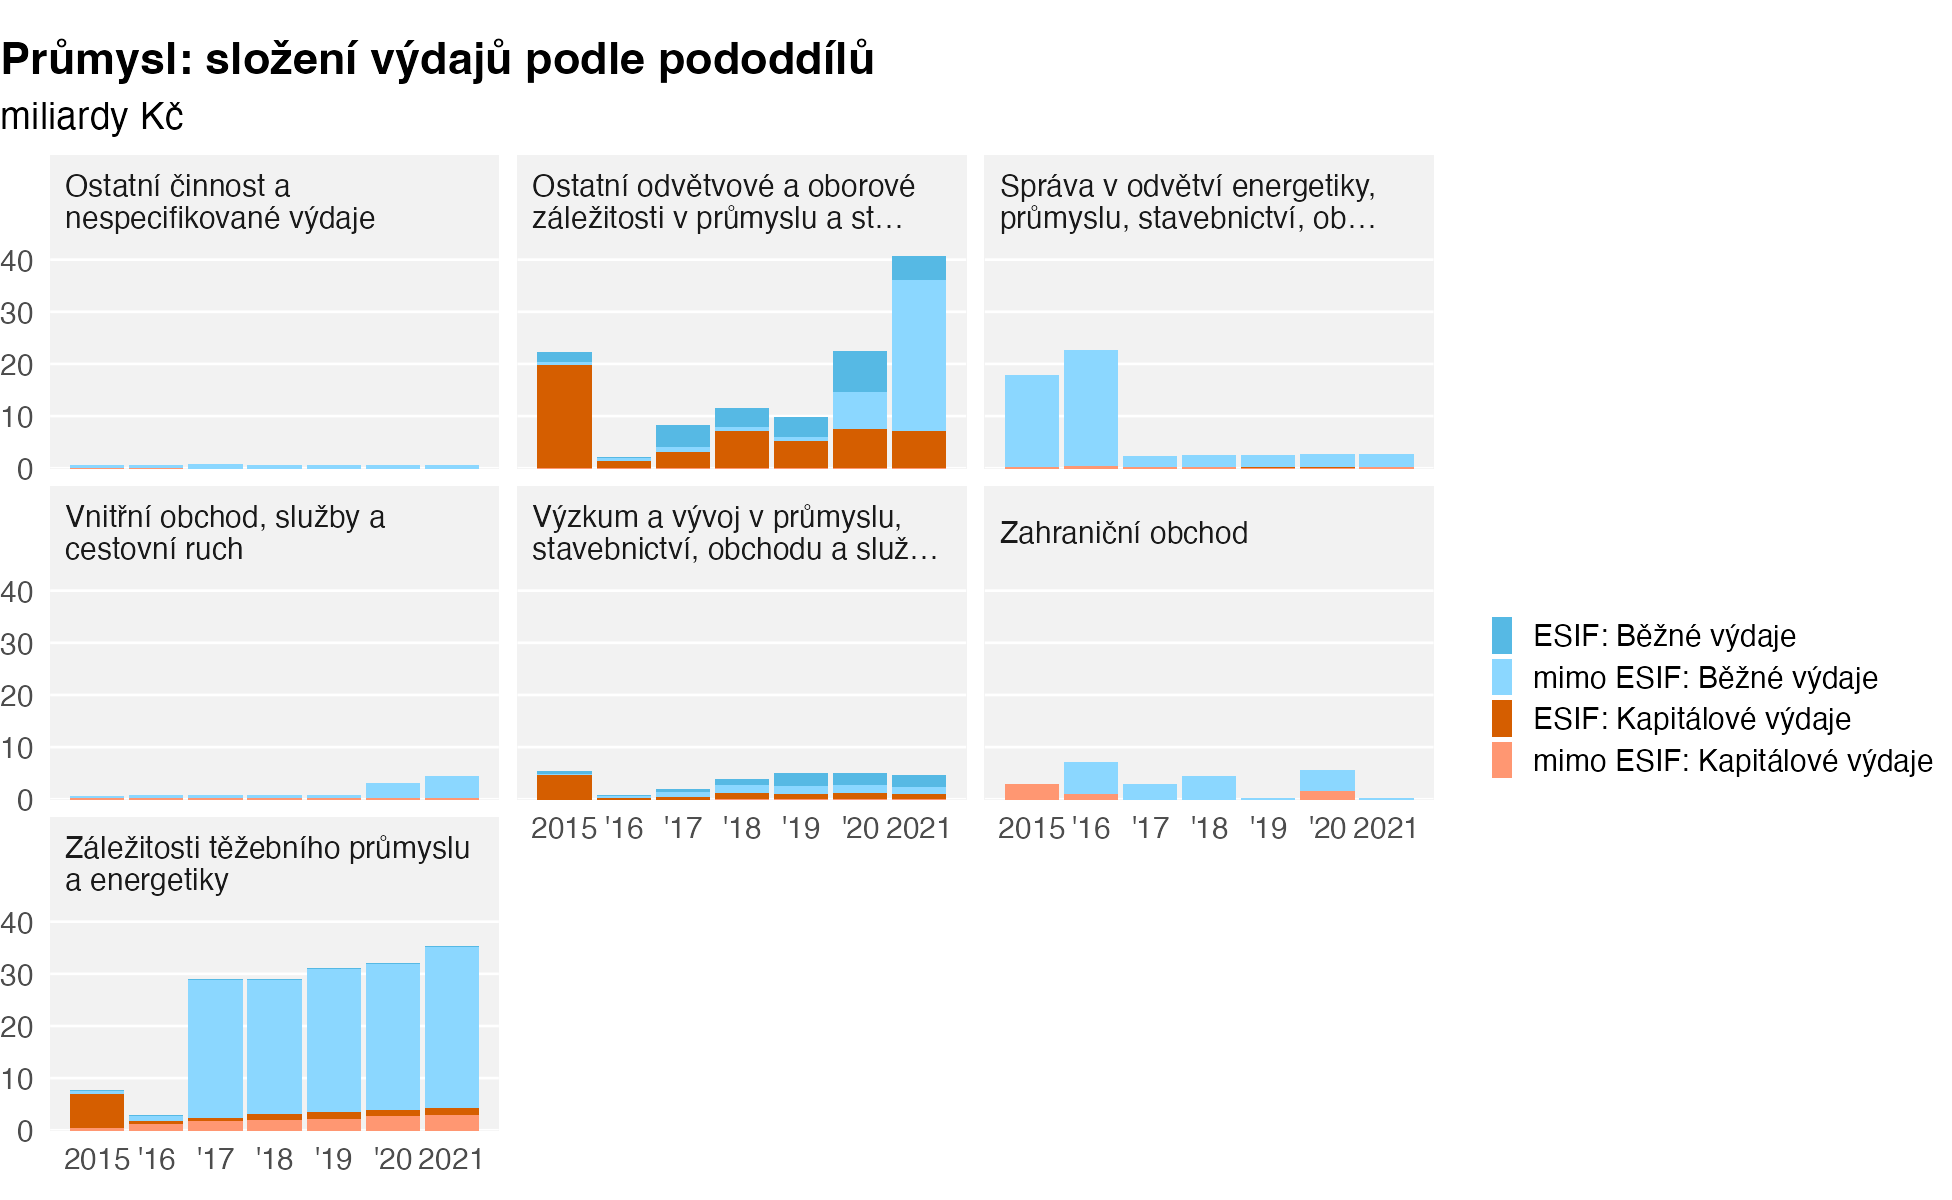 Průmysl: složení výdajů podle pododdílů
miliardy Kč
Ostatní činnost a
nespecifikované výdaje
Ostatní odvětvové a oborové
záležitosti v průmyslu a st…
Správa v odvětví energetiky,
průmyslu, stavebnictví, ob…
40
30
20
10
0
Vnitřní obchod, služby a
cestovní ruch
Výzkum a vývoj v průmyslu,
stavebnictví, obchodu a služ…
Zahraniční obchod
40
30
20
10
0
2015 '16 '17 '18 '19 '20 2021
2015 '16 '17 '18 '19 '20 2021
Záležitosti těžebního průmyslu
a energetiky
40
30
20
10
0
2015 '16 '17 '18 '19 '20 2021
ESIF: Běžné výdaje
mimo ESIF: Běžné výdaje
ESIF: Kapitálové výdaje
mimo ESIF: Kapitálové výdaje